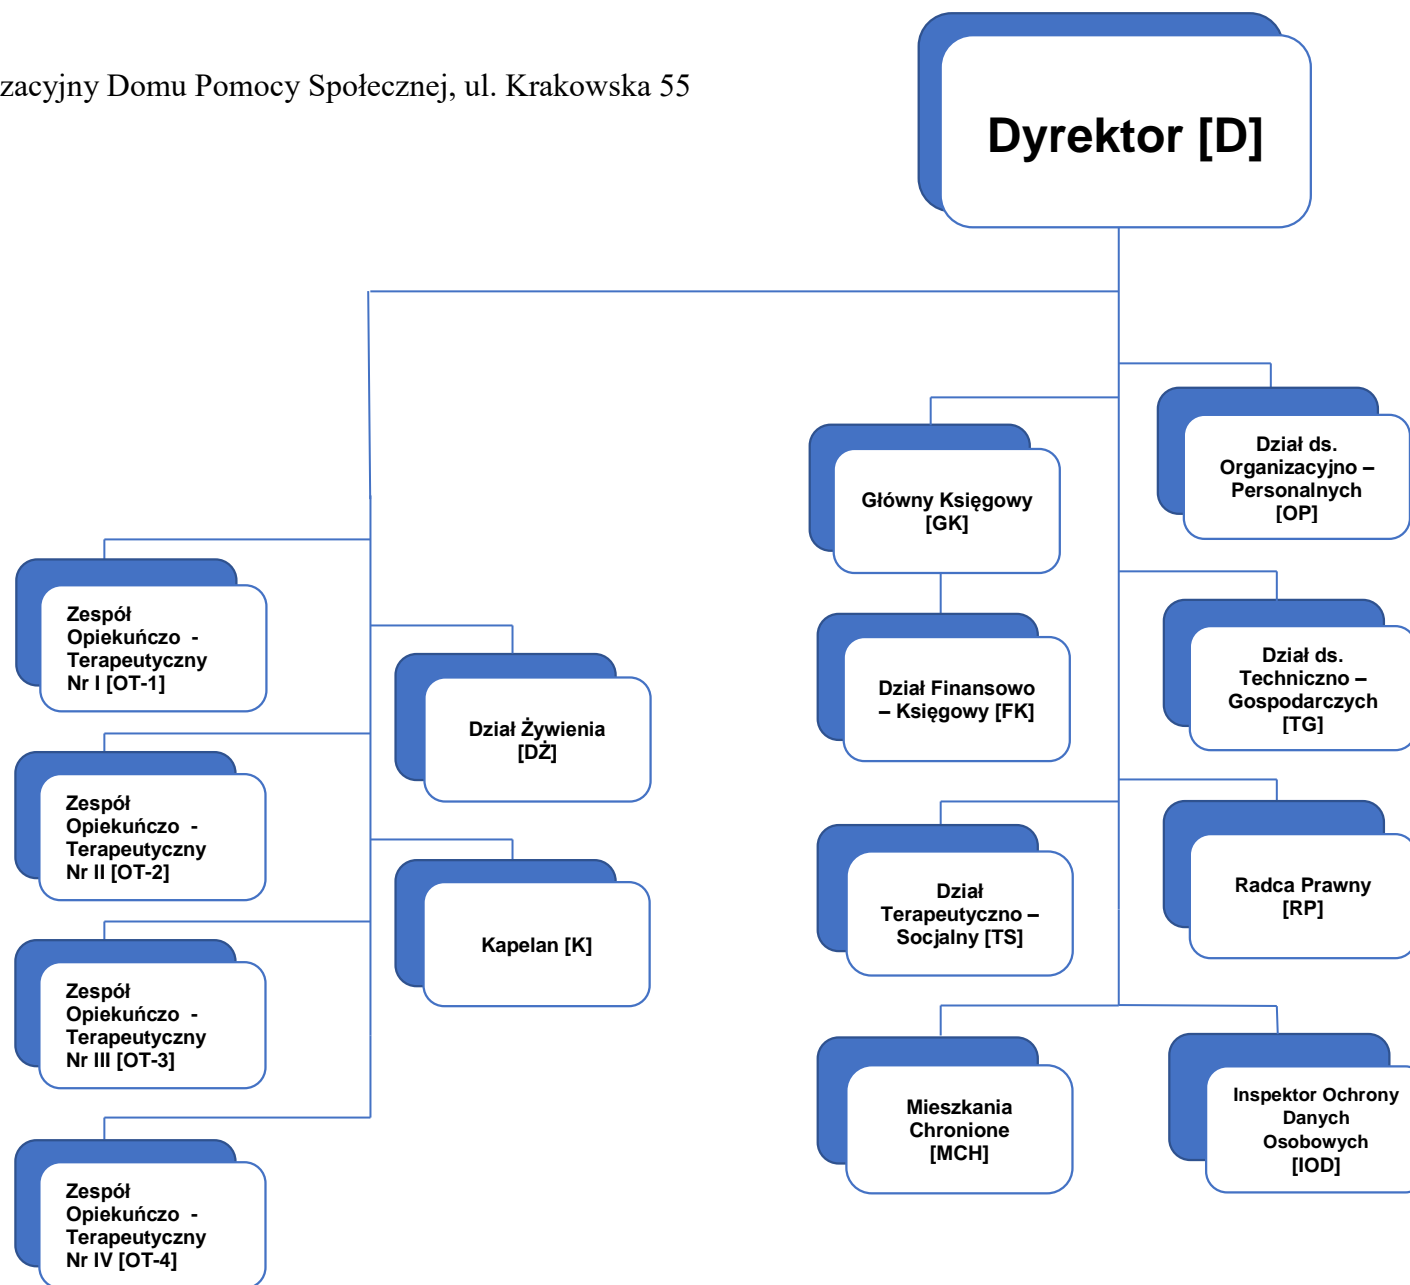 zacyjny Domu Pomocy Społecznej, ul. Krakowska 55
Dyrektor [D]
Dział ds.
Organizacyjno –
Personalnych
[OP]
Główny Księgowy
[GK]
Zespół
Opiekuńczo -
Terapeutyczny
Nr I [OT-1]
Dział Żywienia
[DŻ]
Dział Finansowo
– Księgowy [FK]
Dział ds.
Techniczno –
Gospodarczych
[TG]
Zespół
Opiekuńczo -
Terapeutyczny
Nr II [OT-2]
Kapelan [K]
Dział
Terapeutyczno –
Socjalny [TS]
Radca Prawny
[RP]
Zespół
Opiekuńczo -
Terapeutyczny
Nr III [OT-3]
Mieszkania
Chronione
[MCH]
Inspektor Ochrony
Danych
Osobowych
[IOD]
Zespół
Opiekuńczo -
Terapeutyczny
Nr IV [OT-4]